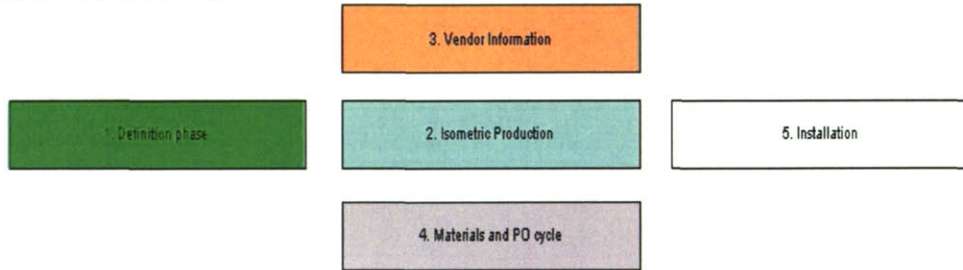 3. Vendor Information
1. Definition phase
2. Isometric Production
5. Installation
4. Materials and PO cycle